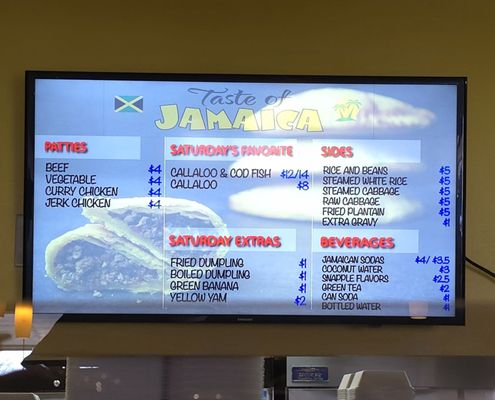 Taste of
JAMAICA
PATTIES
BEEF $4
VEGETABLE $4
CURRY CHICKEN $4
JERK CHICKEN $4
SATURDAY'S FAVORITE
CALLALOO & COD FISH $12/14
CALLALOO $8
SATURDAY EXTRAS
FRIED DUMPLING $1
BOILED DUMPLING $1
GREEN BANANA $1
YELLOW YAM $2
SIDES
RICE AND BEANS $5
STEAMED WHITE RICE $5
STEAMED CABBAGE $5
RAW CABBAGE $5
FRIED PLANTAIN $5
EXTRA GRAVY $1
BEVERAGES
JAMAICAN SODAS $4/ $3.5
COCONUT WATER $3
SNAPPLE FLAVORS $2.5
GREEN TEA $2
CAN SODA $1
BOTTLED WATER $1